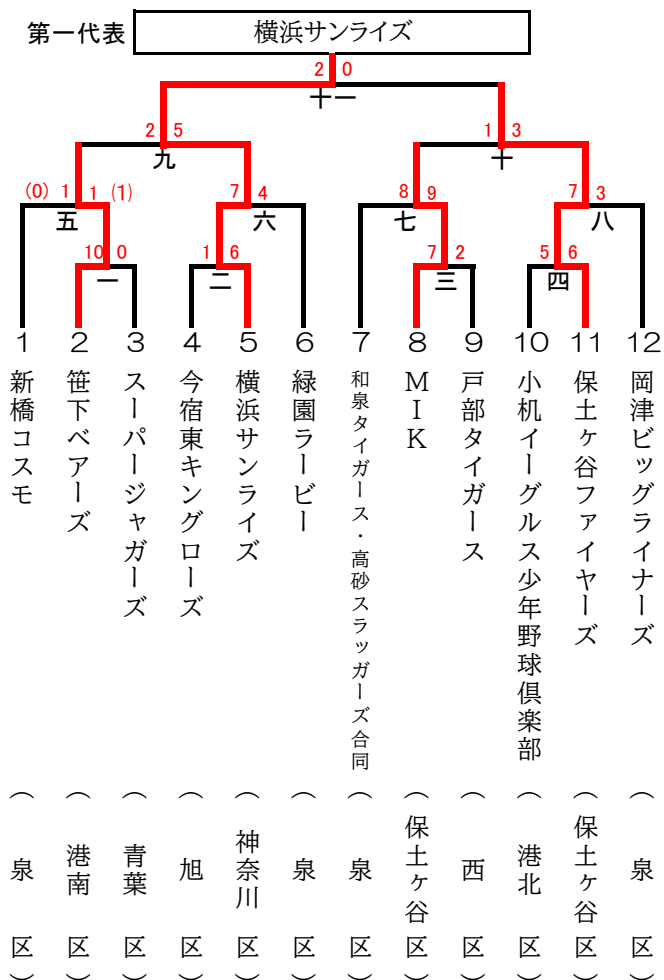 第一代表
横浜サンライズ
2 0
十一
2 5
九
1 3
十
(0) 1 1 (1)
五
7 4
六
8 9
七
7 3
八
10 0
一
1 6
二
7 2
三
5 6
四
1 新橋コスモ (泉区)
2 笹下ベアーズ (港南区)
3 スーパージャガーズ (青葉区)
4 今宿東キングローズ (旭区)
5 横浜サンライズ (神奈川区)
6 緑園ラービー (泉区)
7 和泉タイガース・高砂スラッガーズ合同 (泉区)
8 MIK (保土ヶ谷区)
9 戸部タイガース (西区)
10 小机イーグルス少年野球倶楽部 (港北区)
11 保土ヶ谷ファイヤーズ (保土ヶ谷区)
12 岡津ビッグライナーズ (泉区)